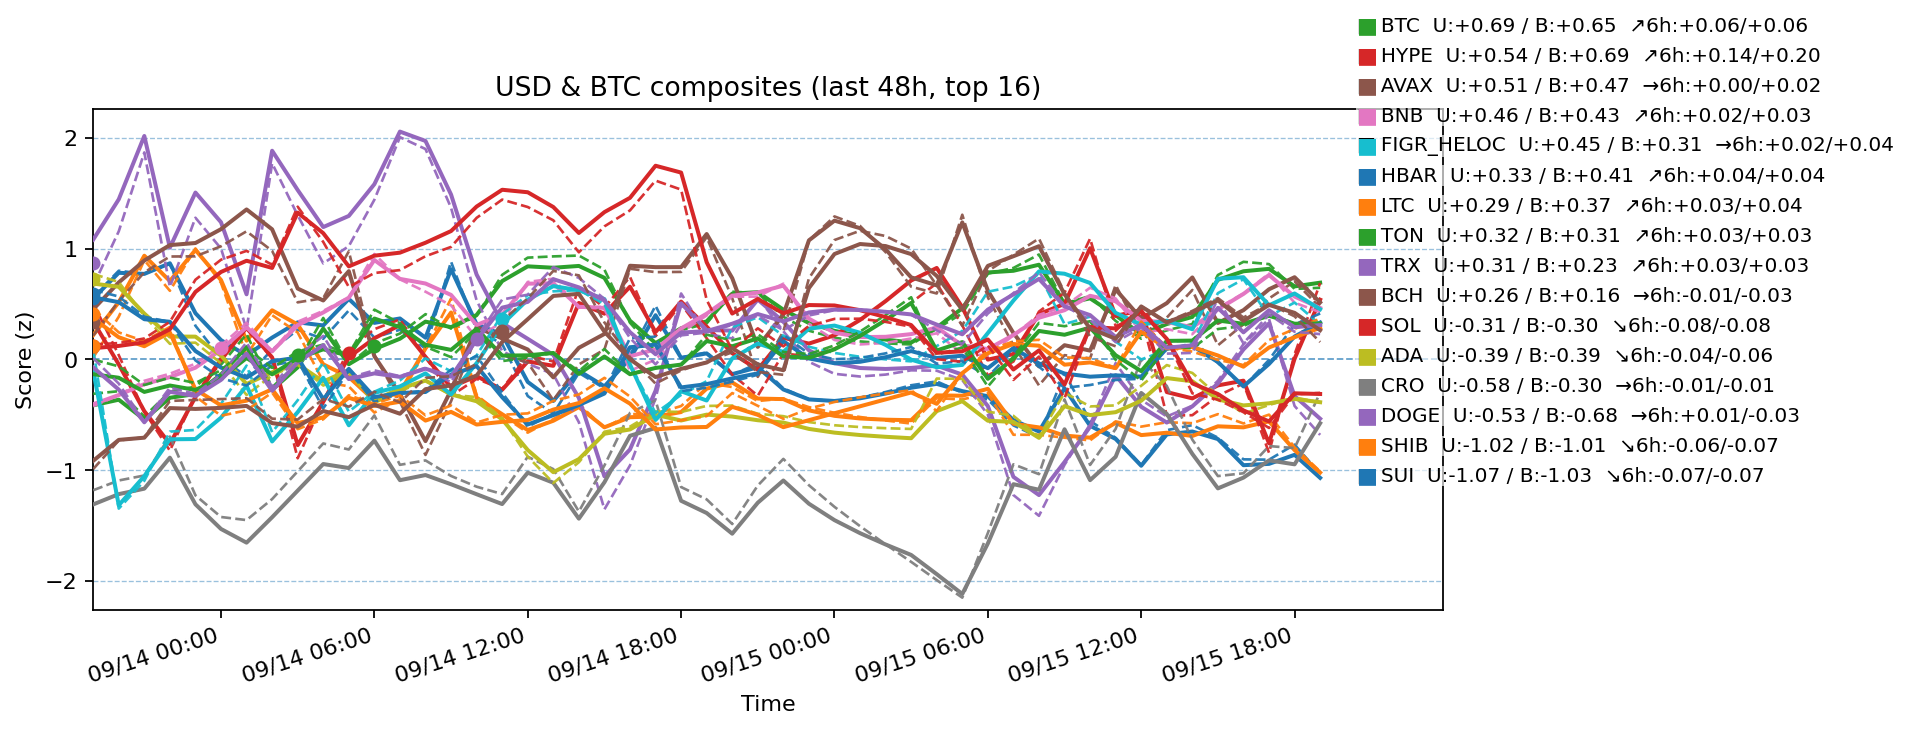 BTC U:+0.69 / B:+0.65 ↗6h:+0.06/+0.06
HYPE U:+0.54 / B:+0.69 ↗6h:+0.14/+0.20
USD & BTC composites (last 48h, top 16)
AVAX U:+0.51 / B:+0.47 →6h:+0.00/+0.02
BNB U:+0.46 / B:+0.43 ↗6h:+0.02/+0.03
FIGR_HELOC U:+0.45 / B:+0.31 →6h:+0.02/+0.04
HBAR U:+0.33 / B:+0.41 ↗6h:+0.04/+0.04
LTC U:+0.29 / B:+0.37 ↗6h:+0.03/+0.04
TON U:+0.32 / B:+0.31 ↗6h:+0.03/+0.03
TRX U:+0.31 / B:+0.23 ↗6h:+0.03/+0.03
BCH U:+0.26 / B:+0.16 →6h:-0.01/-0.03
SOL U:-0.31 / B:-0.30 ↘6h:-0.08/-0.08
ADA U:-0.39 / B:-0.39 ↘6h:-0.04/-0.06
CRO U:-0.58 / B:-0.30 →6h:-0.01/-0.01
DOGE U:-0.53 / B:-0.68 →6h:+0.01/-0.03
SHIB U:-1.02 / B:-1.01 ↘6h:-0.06/-0.07
SUI U:-1.07 / B:-1.03 ↘6h:-0.07/-0.07
Score (z)
2
1
0
−1
−2
09/14 00:00
09/14 06:00
09/14 12:00
09/14 18:00
09/15 00:00
09/15 06:00
09/15 12:00
09/15 18:00
Time